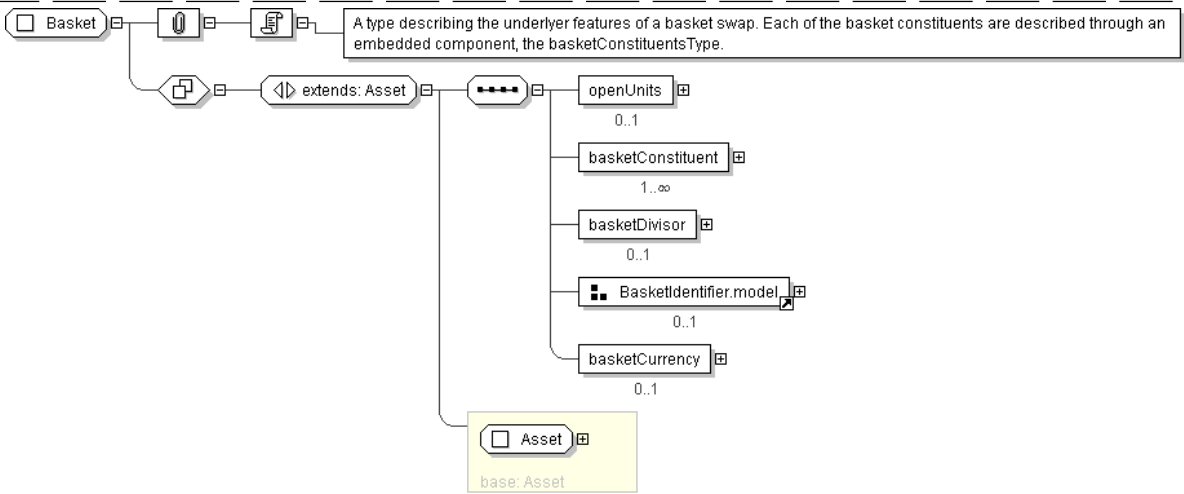 Basket
A type describing the underlyer features of a basket swap. Each of the basket constituents are described through an
embedded component, the basketConstituentsType.
extends: Asset
openUnits
0..1
basketConstituent
1..∞
basketDivisor
0..1
BasketIdentifier.model
0..1
basketCurrency
0..1
Asset
base: Asset